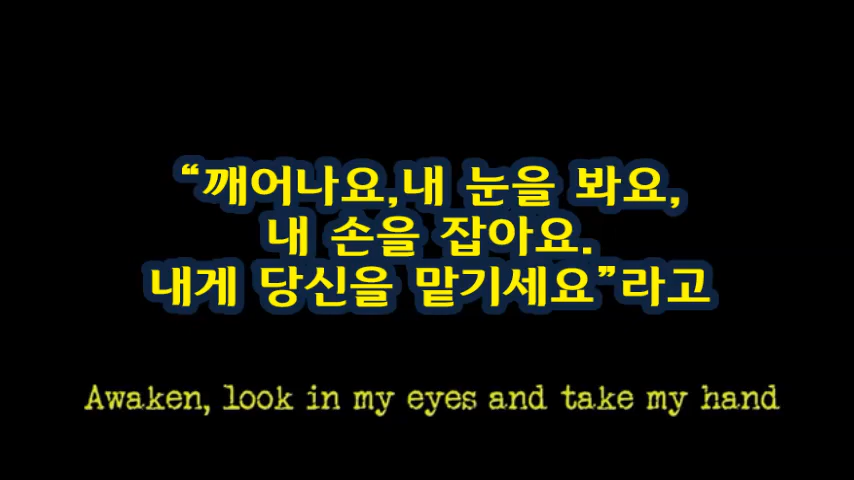 “깨어나요,내 눈을 봐요,
내 손을 잡아요.
내게 당신을 맡기세요”라고
Awaken, look in my eyes and take my hand